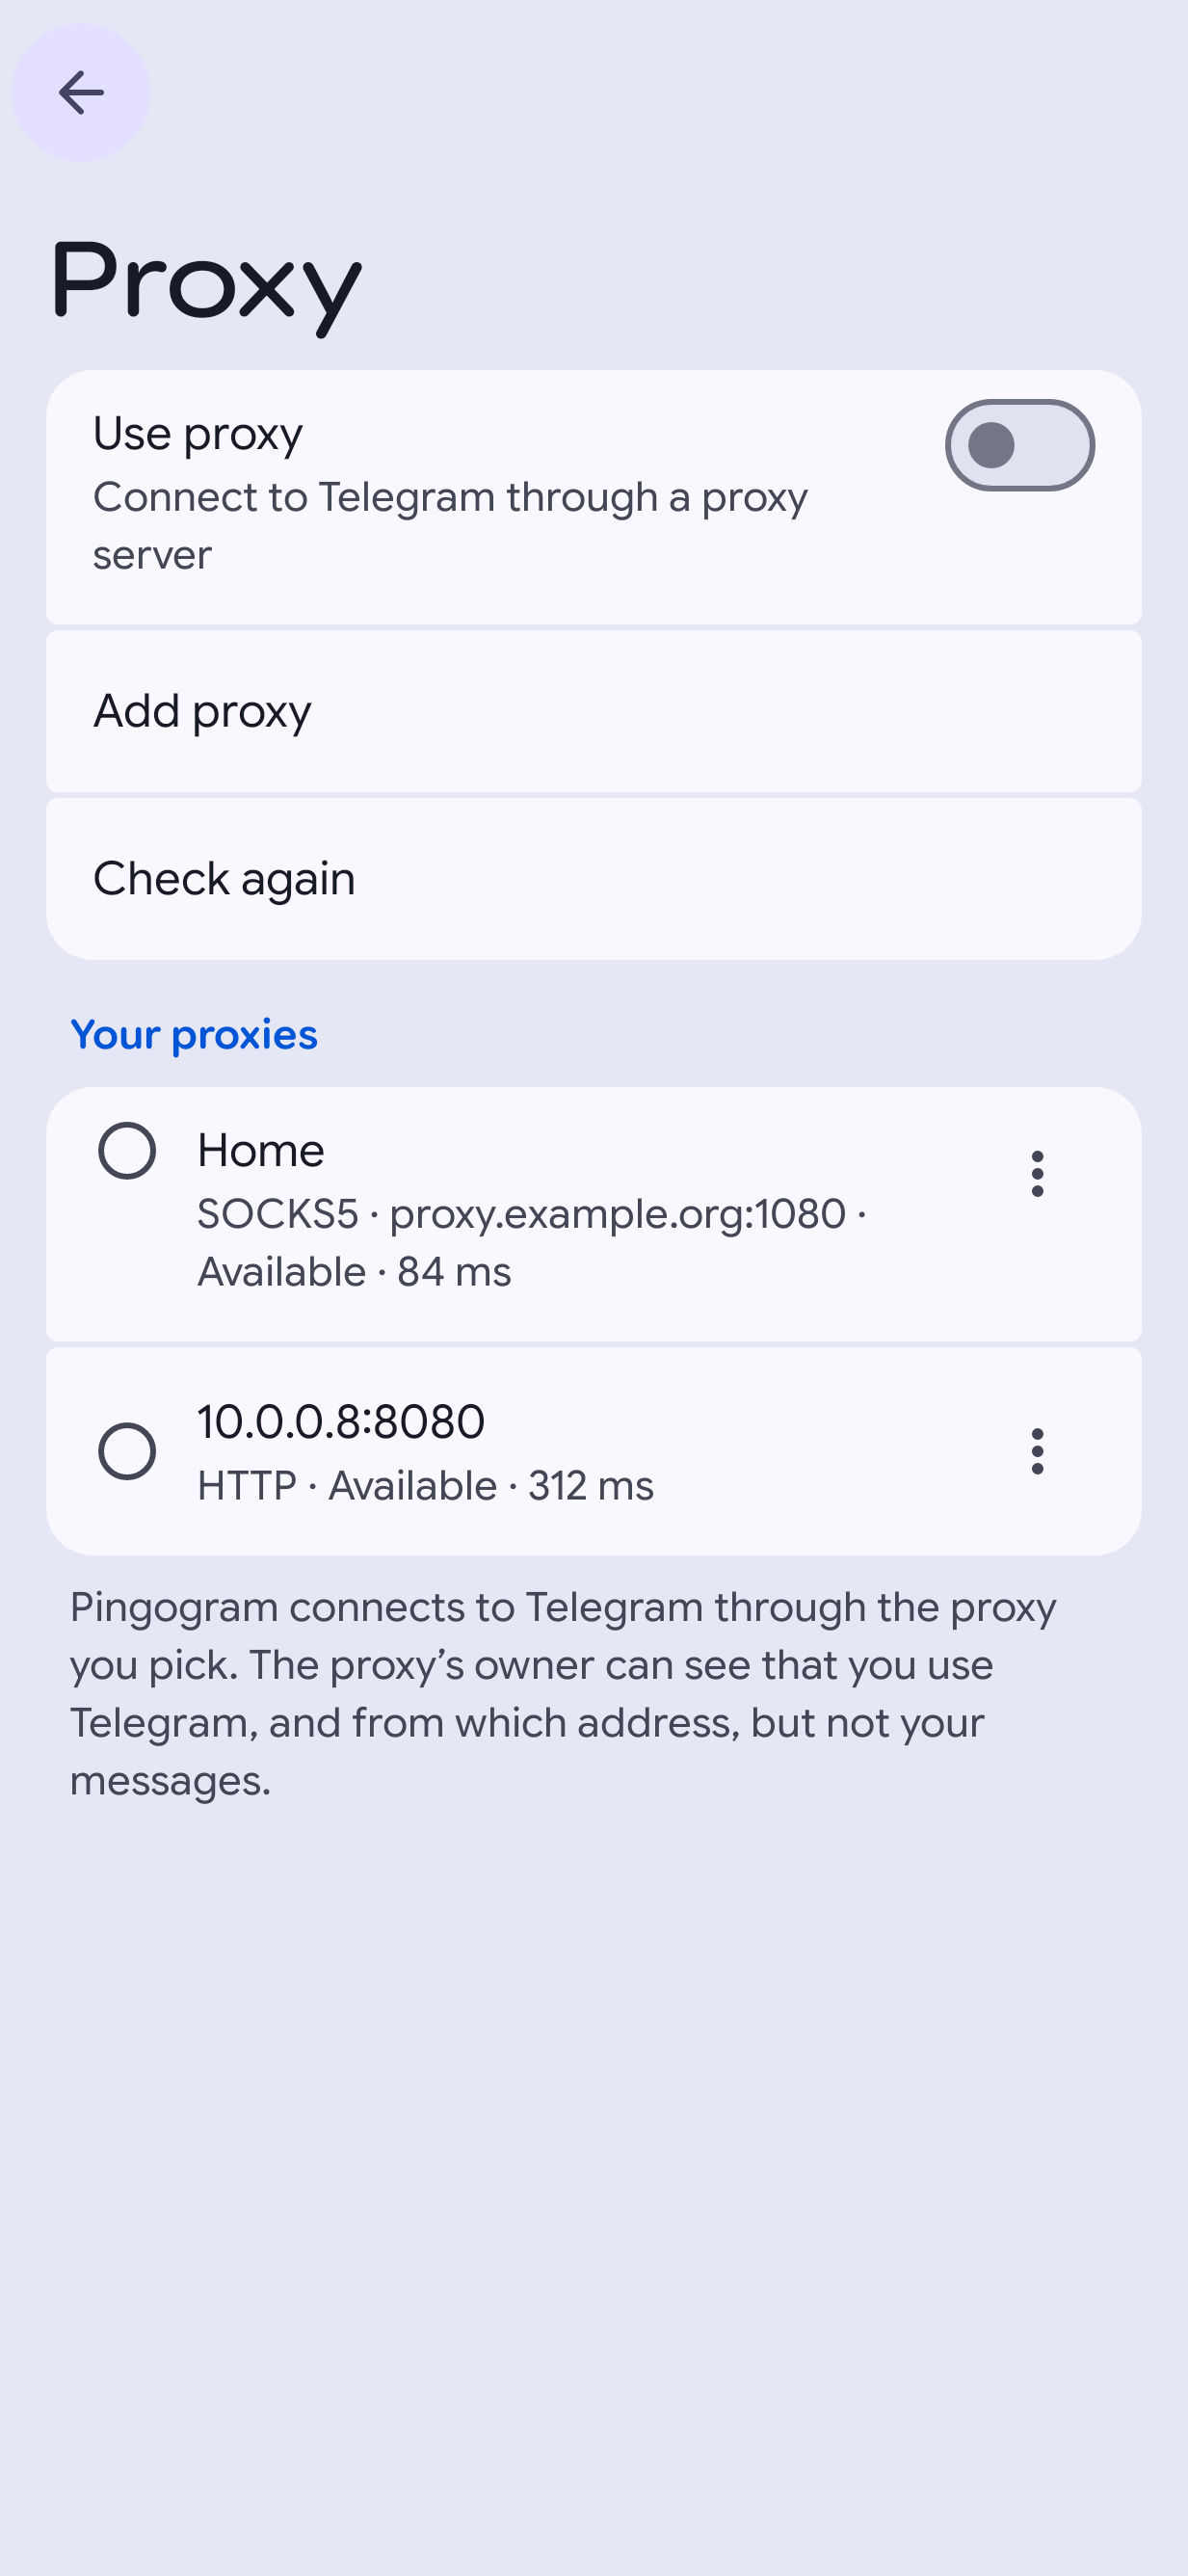 Proxy
Use proxy
Connect to Telegram through a proxy
server
Add proxy
Check again
Your proxies
Home
SOCKS5 · proxy.example.org:1080 ·
Available · 84 ms
10.0.0.8:8080
HTTP · Available · 312 ms
Pingogram connects to Telegram through the proxy
you pick. The proxy’s owner can see that you use
Telegram, and from which address, but not your
messages.